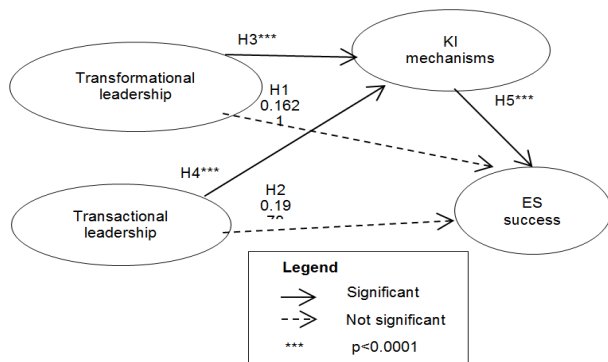 H3***
KI
mechanisms
Transformational
leadership
H1
0.162
1
H5***
H4***
H2
0.19
Transactional
leadership
ES
success
Legend
Significant
Not significant
*** p<0.0001